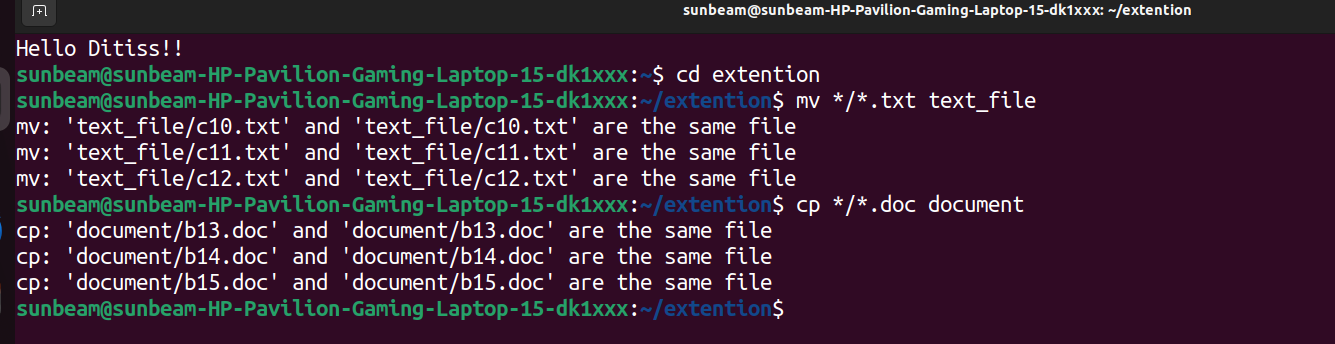 sunbeam@sunbeam-HP-Pavilion-Gaming-Laptop-15-dk1xxx: ~/extention
Hello Ditiss!!
sunbeam@sunbeam-HP-Pavilion-Gaming-Laptop-15-dk1xxx:~$ cd extention
sunbeam@sunbeam-HP-Pavilion-Gaming-Laptop-15-dk1xxx:~/extention$ mv */*.txt text_file
mv: 'text_file/c10.txt' and 'text_file/c10.txt' are the same file
mv: 'text_file/c11.txt' and 'text_file/c11.txt' are the same file
mv: 'text_file/c12.txt' and 'text_file/c12.txt' are the same file
sunbeam@sunbeam-HP-Pavilion-Gaming-Laptop-15-dk1xxx:~/extention$ cp */*.doc document
cp: 'document/b13.doc' and 'document/b13.doc' are the same file
cp: 'document/b14.doc' and 'document/b14.doc' are the same file
cp: 'document/b15.doc' and 'document/b15.doc' are the same file
sunbeam@sunbeam-HP-Pavilion-Gaming-Laptop-15-dk1xxx:~/extention$